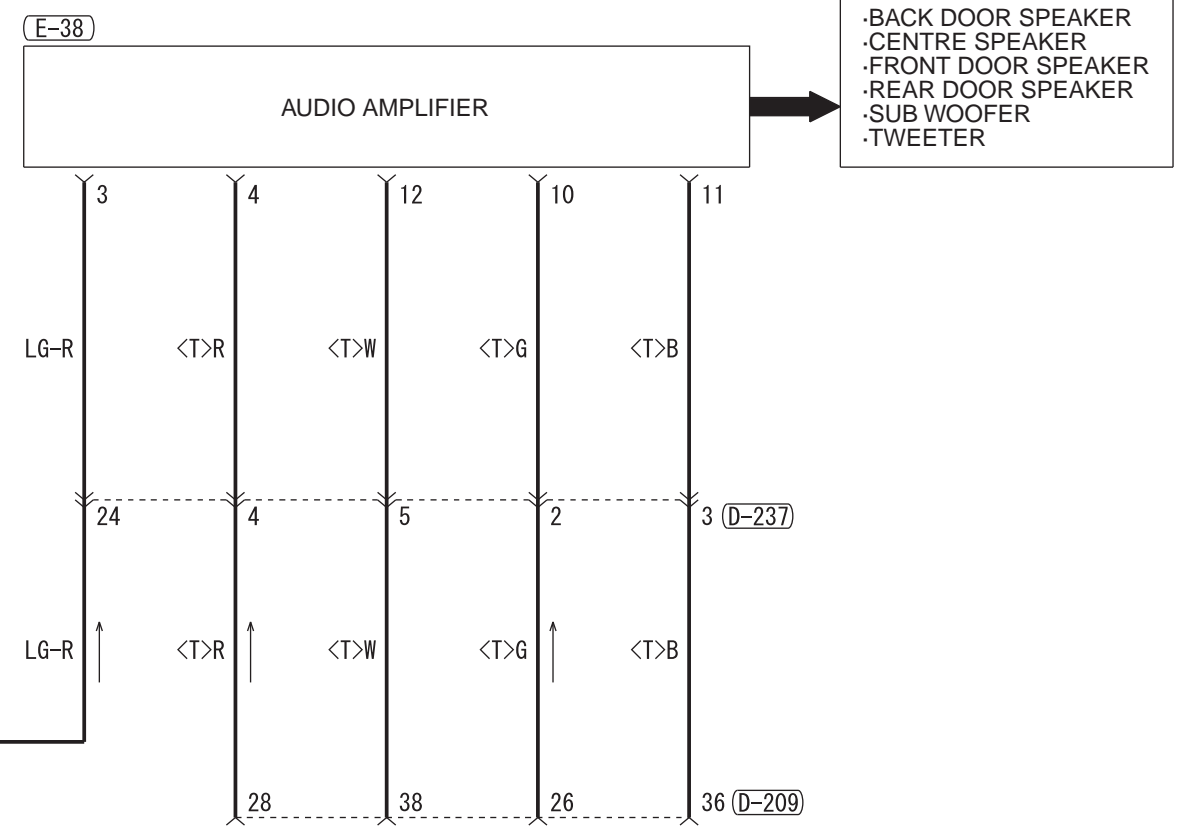 E-38
AUDIO AMPLIFIER
·BACK DOOR SPEAKER
·CENTRE SPEAKER
·FRONT DOOR SPEAKER
·REAR DOOR SPEAKER
·SUB WOOFER
·TWEETER
3 4 12 10 11
LG-R <T>R <T>W <T>G <T>B
24 4 5 2 3 D-237
LG-R <T>R <T>W <T>G <T>B
28 38 26 36 D-209